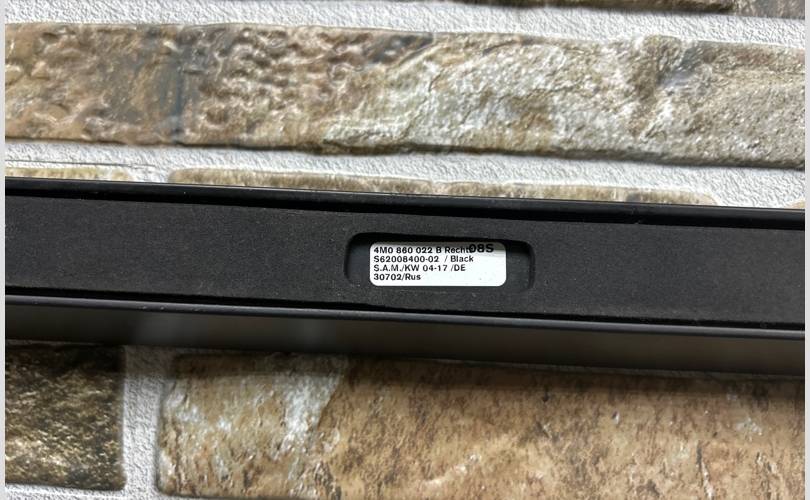 4M0 860 022 B Rechts 08S
S62008400-02 / Black
S.A.M./KW 04-17 /DE
30702/Rus